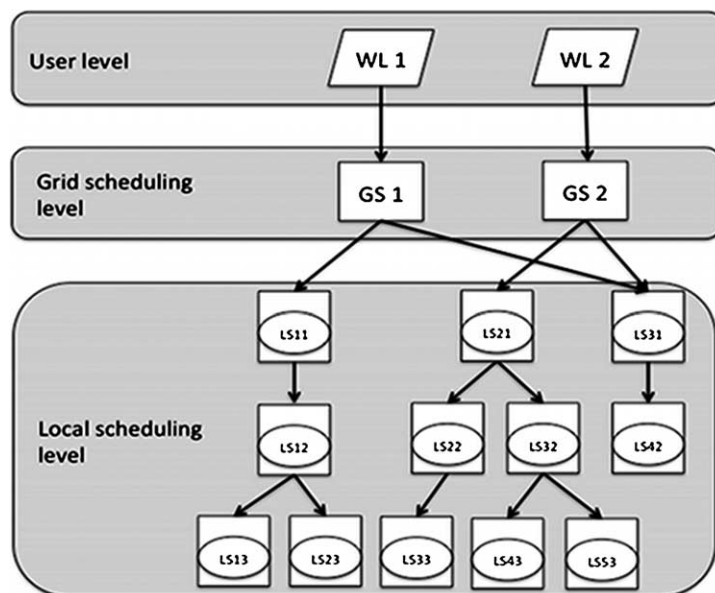 User level
WL 1
WL 2
Grid scheduling
level
GS 1
GS 2
LS11
LS21
LS31
Local scheduling
level
LS12
LS22
LS32
LS42
LS13
LS23
LS33
LS43
LS53